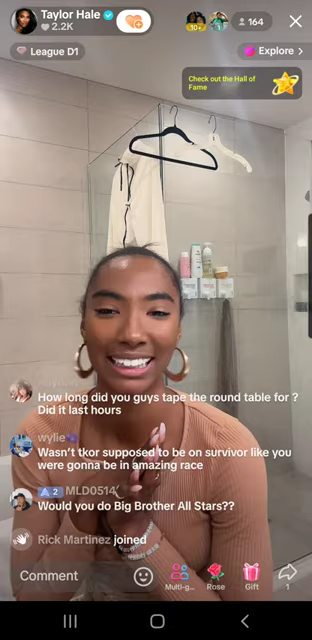 Taylor Hale
2.2K
10+
1
164
League D1
Explore >
Check out the Hall of
Fame
How long did you guys tape the round table for ?
Did it last hours
wylie
Wasn't tkor supposed to be on survivor like you
were gonna be in amazing race
2 MLD0514
Would you do Big Brother All Stars??
Rick Martinez joined
Comment
Multi-g...
Rose
Gift
1